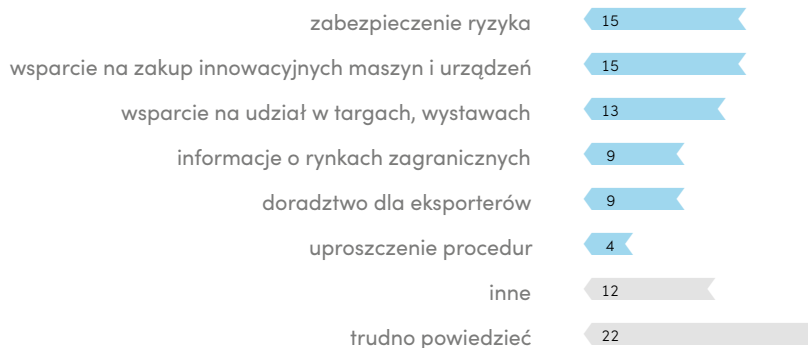 zabezpieczenie ryzyka 15
wsparcie na zakup innowacyjnych maszyn i urządzeń 15
wsparcie na udział w targach, wystawach 13
informacje o rynkach zagranicznych 9
doradztwo dla eksporterów 9
uproszczenie procedur 4
inne 12
trudno powiedzieć 22